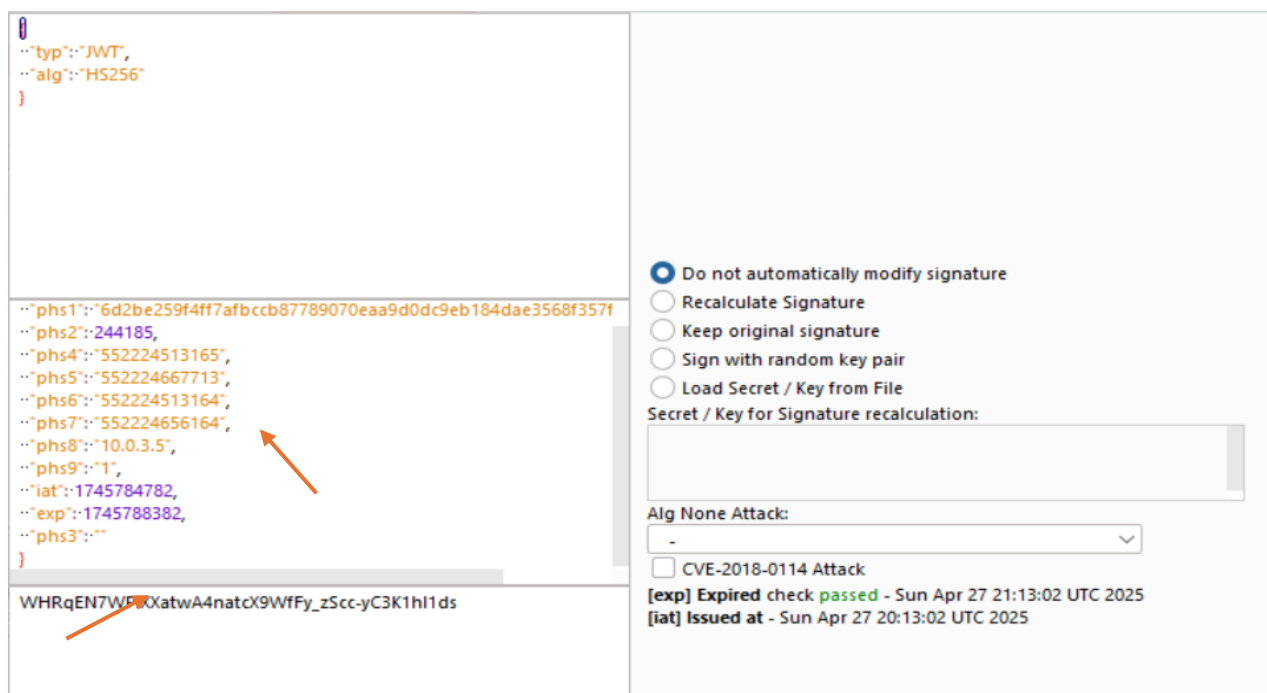 {
"typ": "JWT",
"alg": "HS256"
}
"phs1": "6d2be259f4ff7afbccb87789070eaa9d0dc9eb184dae3568f357f
"phs2": 244185,
"phs4": "552224513165",
"phs5": "552224667713",
"phs6": "552224513164",
"phs7": "552224656164",
"phs8": "10.0.3.5",
"phs9": "1",
"iat": 1745784782,
"exp": 1745788382,
"phs3": ""
}
Do not automatically modify signature
Recalculate Signature
Keep original signature
Sign with random key pair
Load Secret / Key from File
Secret / Key for Signature recalculation:
Alg None Attack:
-
CVE-2018-0114 Attack
[exp] Expired check passed - Sun Apr 27 21:13:02 UTC 2025
[iat] Issued at - Sun Apr 27 20:13:02 UTC 2025